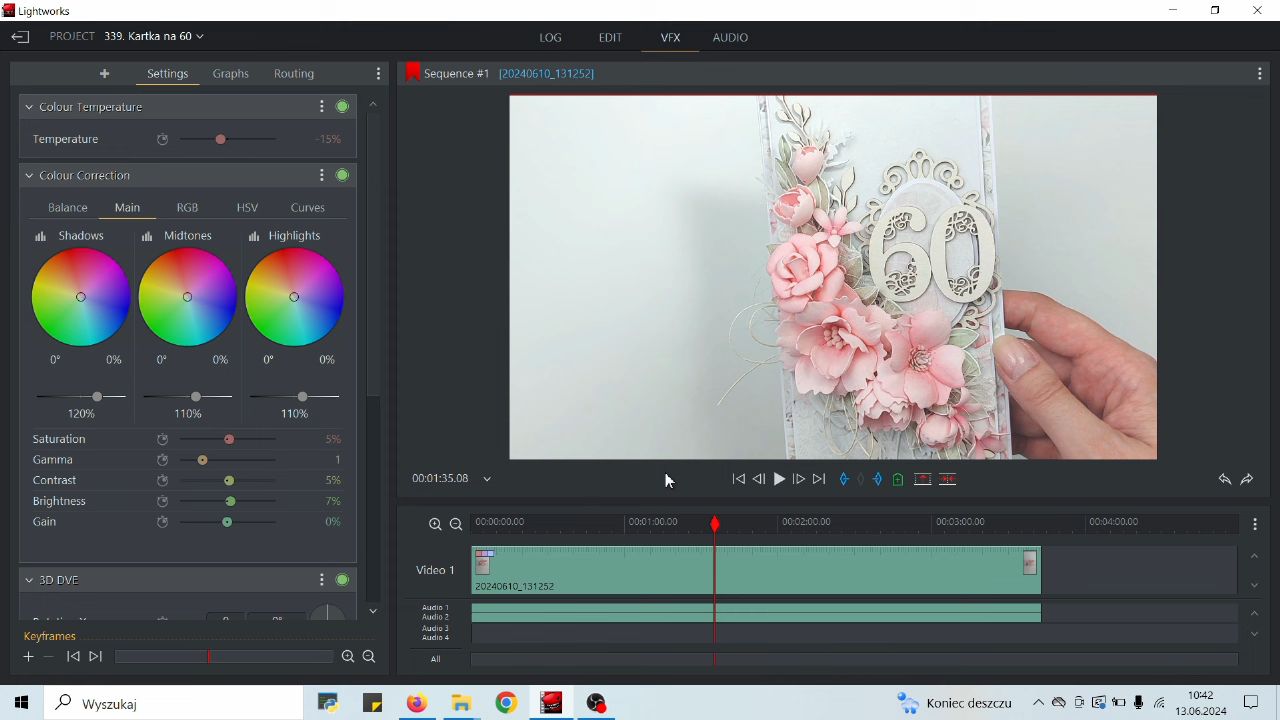 Lightworks
PROJECT 339. Kartka na 60
LOG EDIT VFX AUDIO
Settings Graphs Routing
Sequence #1 [20240610_131252]
Colour Temperature
Temperature -15%
Colour Correction
Balance Main RGB HSV Curves
Shadows Midtones Highlights
0° 0% 0° 0% 0° 0%
120% 110% 110%
Saturation 5%
Gamma 1
Contrast 5%
Brightness 7%
Gain 0%
3D DVE
Keyframes
60
00:01:35.08
00:00:00.00 00:01:00.00 00:02:00.00 00:03:00.00 00:04:00.00
Video 1
20240610_131252
Audio 1
Audio 2
Audio 3
Audio 4
All
Wyszukaj
Koniec deszczu
10:42
13.06.2024